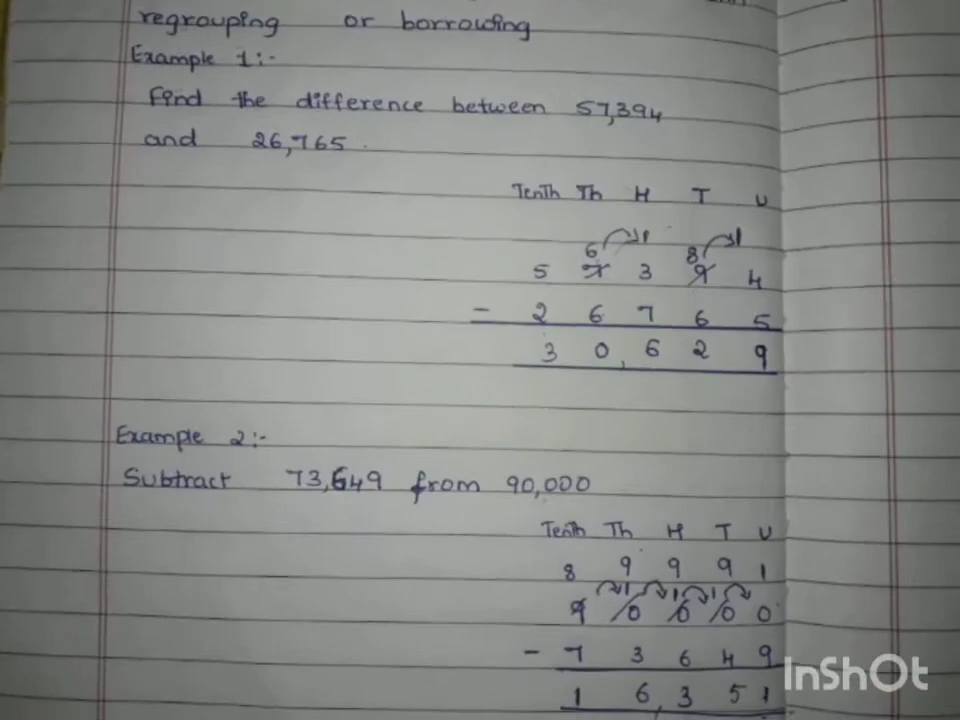 regrouping or borrowing
Example 1:-
Find the difference between 57,394
and 26,765.
TenTh Th H T U
6 1 8 1
5 7 3 9 4
- 2 6 7 6 5
3 0, 6 2 9
Example 2:-
Subtract 73,649 from 90,000
TenTh Th H T U
8 9 9 9 1
1 1 1
9 0 0 0 0
- 7 3 6 4 9
1 6, 3 5 1
InShOt